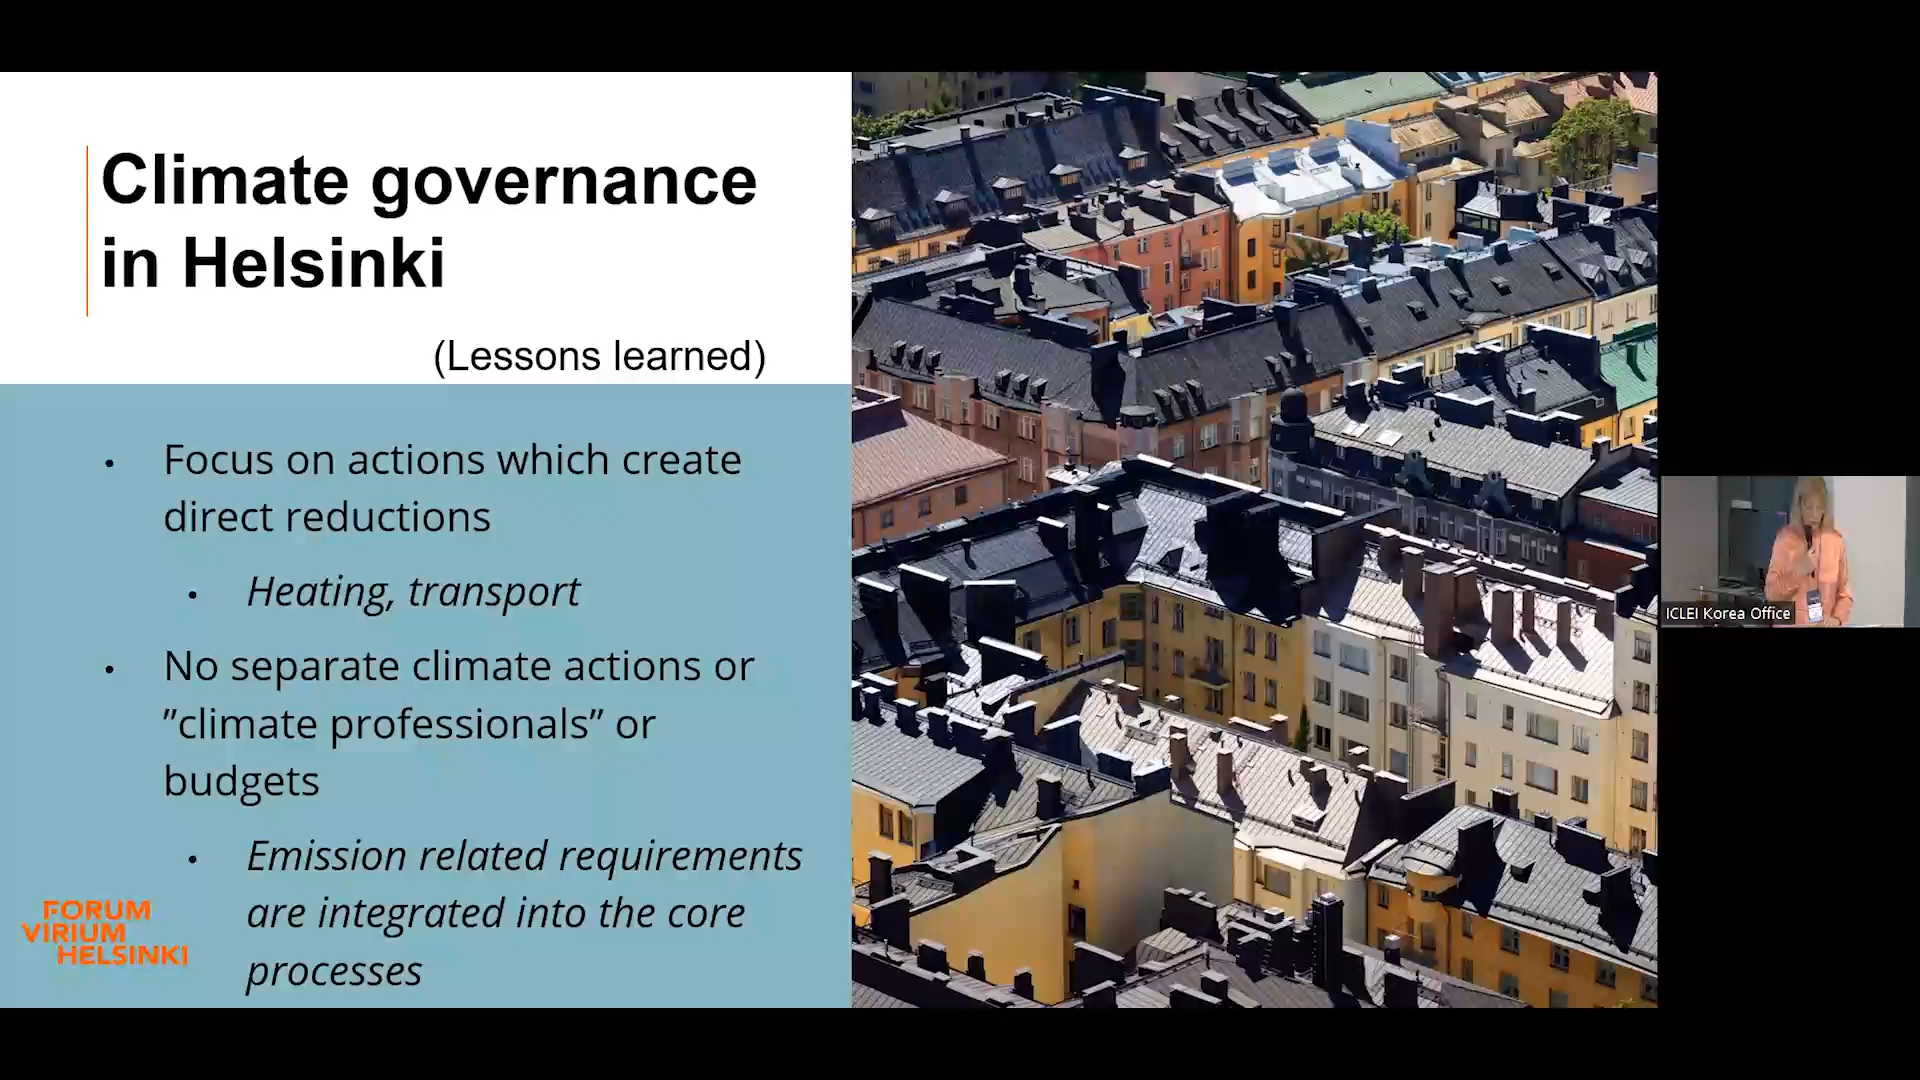 Climate governance
in Helsinki
(Lessons learned)
• Focus on actions which create
direct reductions
• Heating, transport
• No separate climate actions or
”climate professionals” or
budgets
• Emission related requirements
are integrated into the core
processes
FORUM
VIRIUM
HELSINKI
ICLEI Korea Office